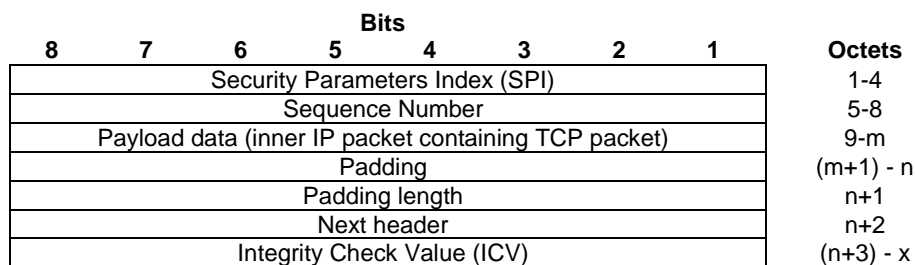 Bits
8 7 6 5 4 3 2 1 Octets
Security Parameters Index (SPI) 1-4
Sequence Number 5-8
Payload data (inner IP packet containing TCP packet) 9-m
Padding (m+1) - n
Padding length n+1
Next header n+2
Integrity Check Value (ICV) (n+3) - x